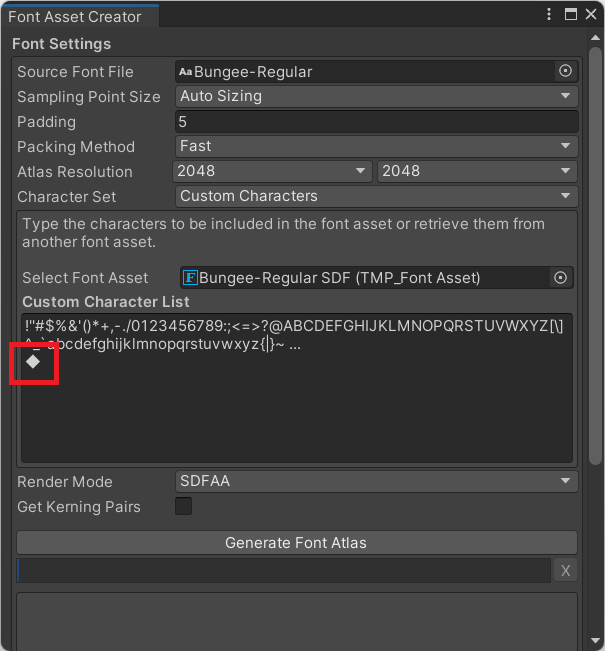 Font Asset Creator
Font Settings
Source Font File Aa Bungee-Regular
Sampling Point Size Auto Sizing
Padding 5
Packing Method Fast
Atlas Resolution 2048 2048
Character Set Custom Characters
Type the characters to be included in the font asset or retrieve them from
another font asset.
Select Font Asset F Bungee-Regular SDF (TMP_Font Asset)
Custom Character List
!"#$%&'()*+,-./0123456789:;<=>?@ABCDEFGHIJKLMNOPQRSTUVWXYZ[\]
^_`abcdefghijklmnopqrstuvwxyz{|}~ …
◆
Render Mode SDFAA
Get Kerning Pairs
Generate Font Atlas
X